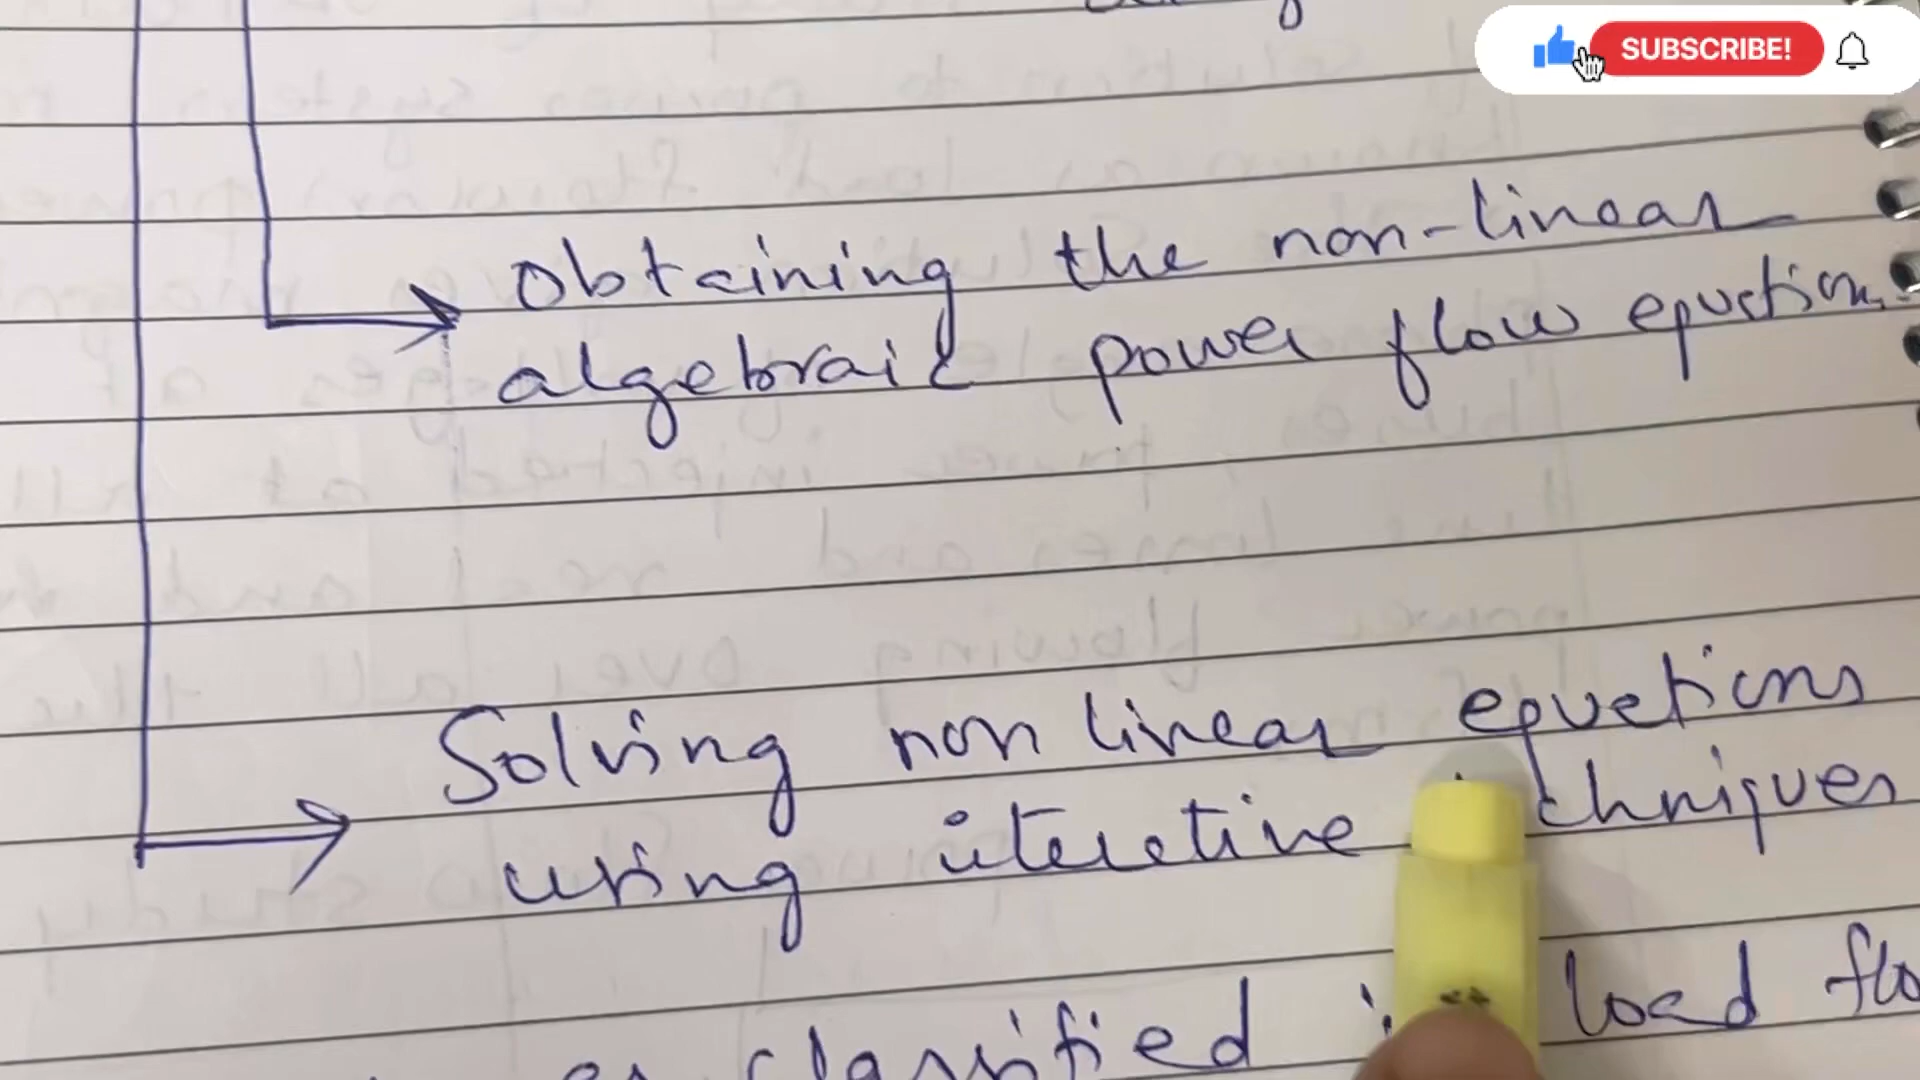 SUBSCRIBE!
Obtaining the non-linear
algebraic power flow equations.
Solving non linear equations
using iterative techniques
classified in load flo